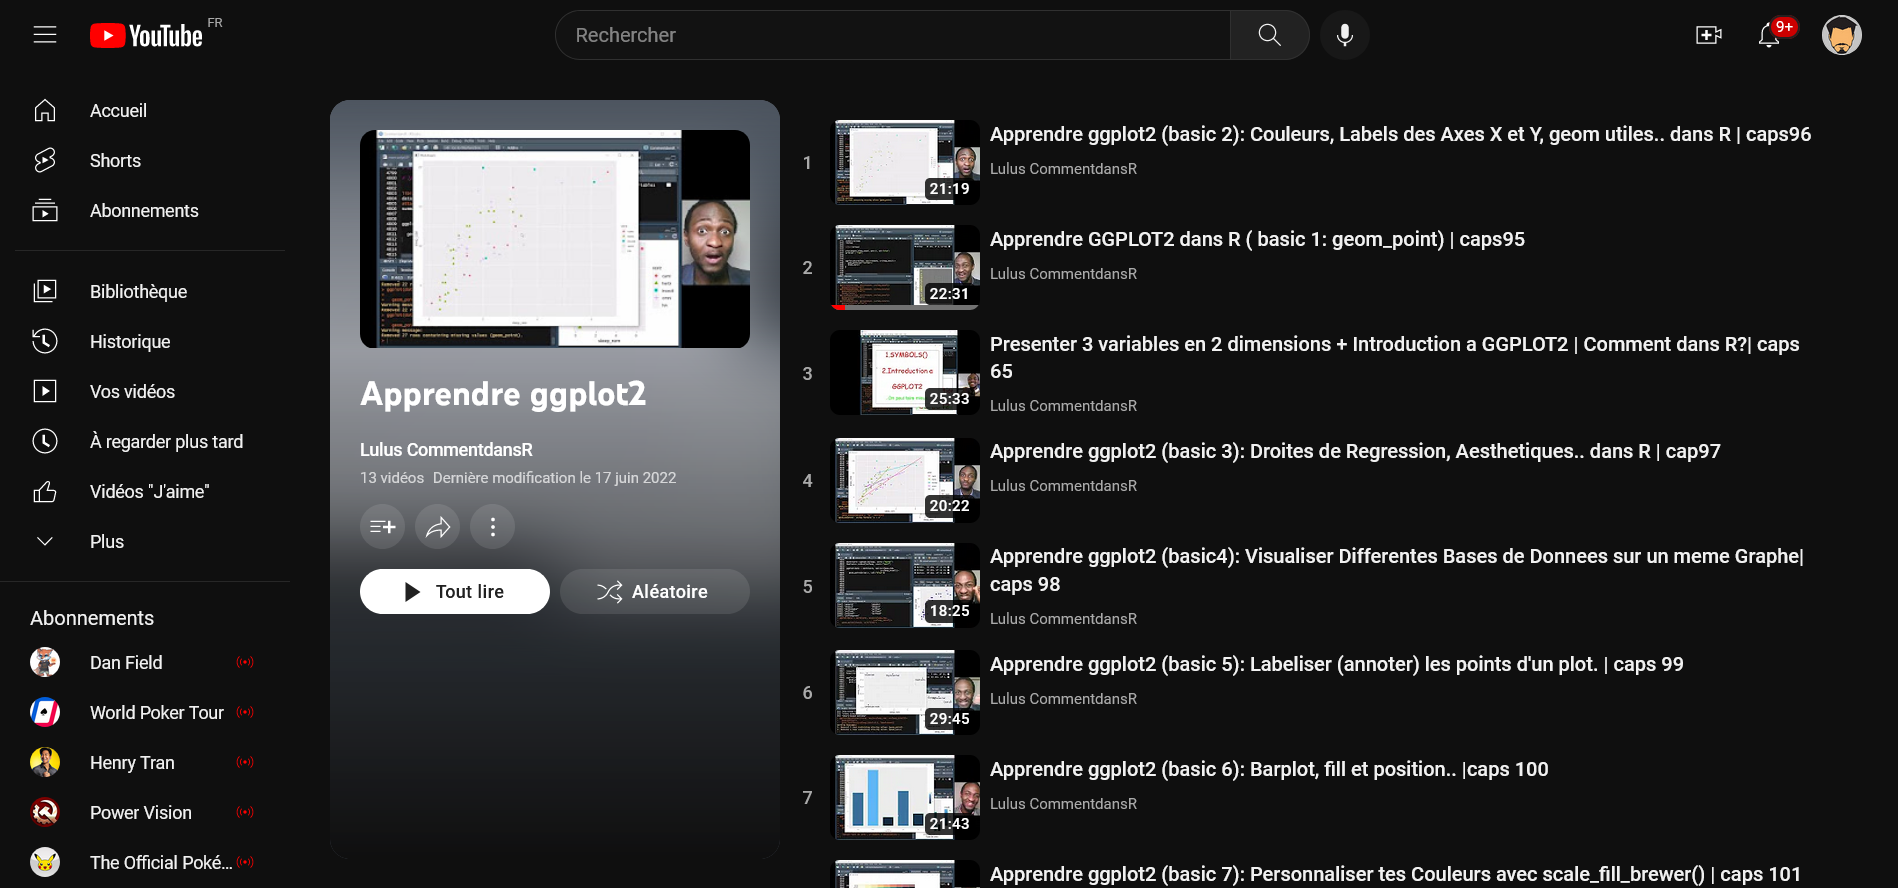 YouTube FR
Rechercher
9+
Accueil
Shorts
Abonnements
Bibliothèque
Historique
Vos vidéos
À regarder plus tard
Vidéos "J'aime"
Plus
Abonnements
Dan Field
World Poker Tour
Henry Tran
Power Vision
The Official Poké...
Apprendre ggplot2
Lulus CommentdansR
13 vidéos Dernière modification le 17 juin 2022
Tout lire
Aléatoire
1
21:19
Apprendre ggplot2 (basic 2): Couleurs, Labels des Axes X et Y, geom utiles.. dans R | caps96
Lulus CommentdansR
2
22:31
Apprendre GGPLOT2 dans R ( basic 1: geom_point) | caps95
Lulus CommentdansR
3
1.SYMBOLS()
2.Introduction a
GGPLOT2
25:33
Presenter 3 variables en 2 dimensions + Introduction a GGPLOT2 | Comment dans R?| caps
65
Lulus CommentdansR
4
20:22
Apprendre ggplot2 (basic 3): Droites de Regression, Aesthetiques.. dans R | cap97
Lulus CommentdansR
5
18:25
Apprendre ggplot2 (basic4): Visualiser Differentes Bases de Donnees sur un meme Graphe|
caps 98
Lulus CommentdansR
6
29:45
Apprendre ggplot2 (basic 5): Labeliser (annoter) les points d'un plot. | caps 99
Lulus CommentdansR
7
21:43
Apprendre ggplot2 (basic 6): Barplot, fill et position.. |caps 100
Lulus CommentdansR
Apprendre ggplot2 (basic 7): Personnaliser tes Couleurs avec scale_fill_brewer() | caps 101